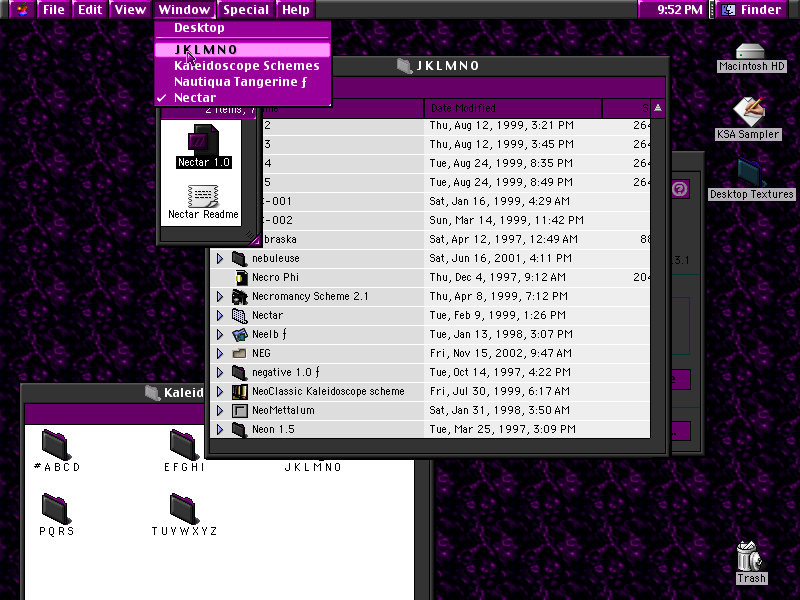 File Edit View Window Special Help 9:52 PM Finder
Desktop
JKLMNO
Kaleidoscope Schemes
Nautiqua Tangerine ƒ
✓ Nectar
JKLMNO
Date Modified
2 Thu, Aug 12, 1999, 3:21 PM 264
3 Thu, Aug 12, 1999, 3:45 PM
4 Tue, Aug 24, 1999, 8:35 PM 264
5 Tue, Aug 24, 1999, 8:49 PM 264
-001 Sat, Jan 16, 1999, 4:29 AM
-002 Sun, Mar 14, 1999, 11:42 PM
braska Sat, Apr 12, 1997, 12:49 AM 88
nebuleuse Sat, Jun 16, 2001, 4:11 PM
Necro Phi Thu, Dec 4, 1997, 9:12 AM 204
Necromancy Scheme 2.1 Thu, Apr 8, 1999, 7:12 PM
Nectar Tue, Feb 9, 1999, 1:26 PM
Neelb ƒ Tue, Jan 13, 1998, 3:07 PM
NEG Fri, Nov 15, 2002, 9:47 AM
negative 1.0 ƒ Tue, Oct 14, 1997, 4:22 PM
NeoClassic Kaleidoscope scheme Fri, Jul 30, 1999, 6:17 AM
NeoMettalum Sat, Jan 31, 1998, 3:50 AM
Neon 1.5 Tue, Mar 25, 1997, 3:09 PM
2 items, 7
Nectar 1.0
Nectar Readme
3.1
Kaleid
#ABCD
EFGHI
JKLMNO
PQRS
TUVWXYZ
Macintosh HD
KSA Sampler
Desktop Textures
Trash